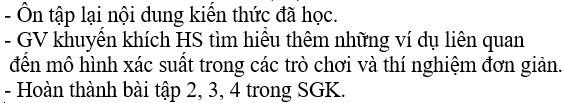 - Ôn tập lại nội dung kiến thức đã học.
- GV khuyến khích HS tìm hiểu thêm những ví dụ liên quan
đến mô hình xác suất trong các trò chơi và thí nghiệm đơn giản.
- Hoàn thành bài tập 2, 3, 4 trong SGK.